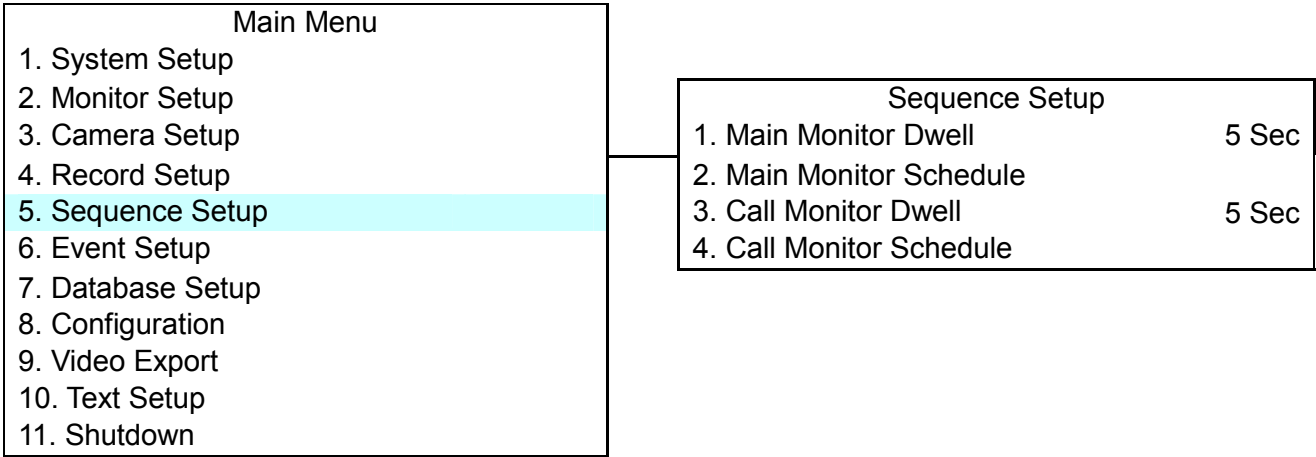 Main Menu
1. System Setup
2. Monitor Setup
3. Camera Setup
4. Record Setup
5. Sequence Setup
6. Event Setup
7. Database Setup
8. Configuration
9. Video Export
10. Text Setup
11. Shutdown
Sequence Setup
1. Main Monitor Dwell 5 Sec
2. Main Monitor Schedule
3. Call Monitor Dwell 5 Sec
4. Call Monitor Schedule